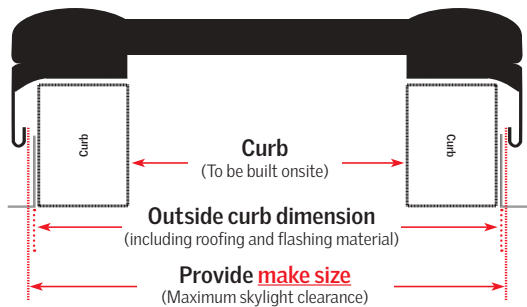 Curb
Curb
Curb
(To be built onsite)
Outside curb dimension
(including roofing and flashing material)
Provide make size
(Maximum skylight clearance)